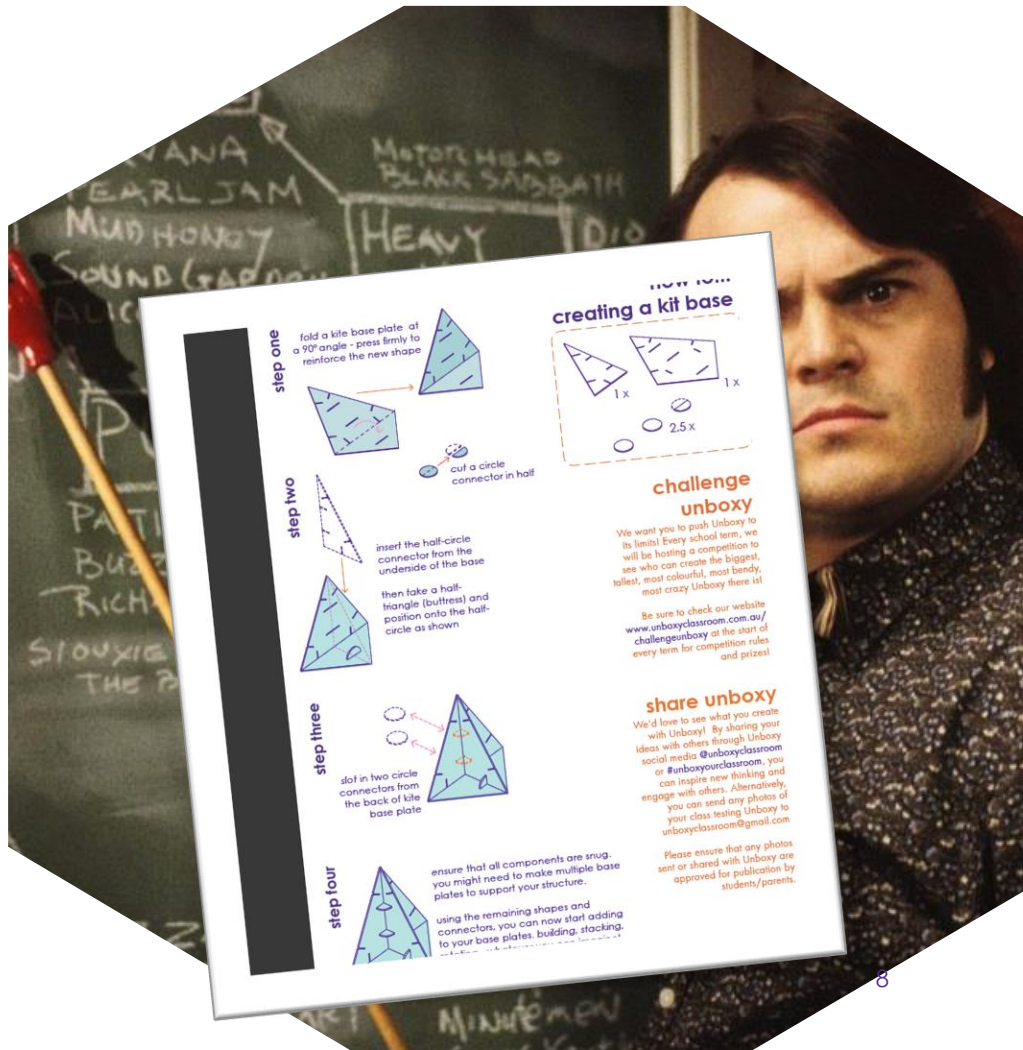 MOTORHEAD
BLACK SABBATH
PEARL JAM
MUDHONEY
HEAVY
DIO
SIOUXIE
THE
MINUTEMEN
how to...
creating a kit base
1 x
1 x
2.5 x
step one
fold a kite base plate at
a 90° angle - press firmly to
reinforce the new shape
cut a circle
connector in half
step two
insert the half-circle
connector from the
underside of the base
then take a half-
triangle (buttress) and
position onto the half-
circle as shown
step three
slot in two circle
connectors from
the back of kite
base plate
step four
ensure that all components are snug.
you might need to make multiple base
plates to support your structure.
using the remaining shapes and
connectors, you can now start adding
to your base plates. building, stacking,
challenge
unboxy
We want you to push Unboxy to
its limits! Every school term, we
will be hosting a competition to
see who can create the biggest,
tallest, most colourful, most bendy,
most crazy Unboxy there is!
Be sure to check our website
www.unboxyclassroom.com.au/
challengeunboxy at the start of
every term for competition rules
and prizes!
share unboxy
We'd love to see what you create
with Unboxy! By sharing your
ideas with others through Unboxy
social media @unboxyclassroom
or #unboxyourclassroom, you
can inspire new thinking and
engage with others. Alternatively,
you can send any photos of
your class testing Unboxy to
unboxyclassroom@gmail.com
Please ensure that any photos
sent or shared with Unboxy are
approved for publication by
students/parents.
8